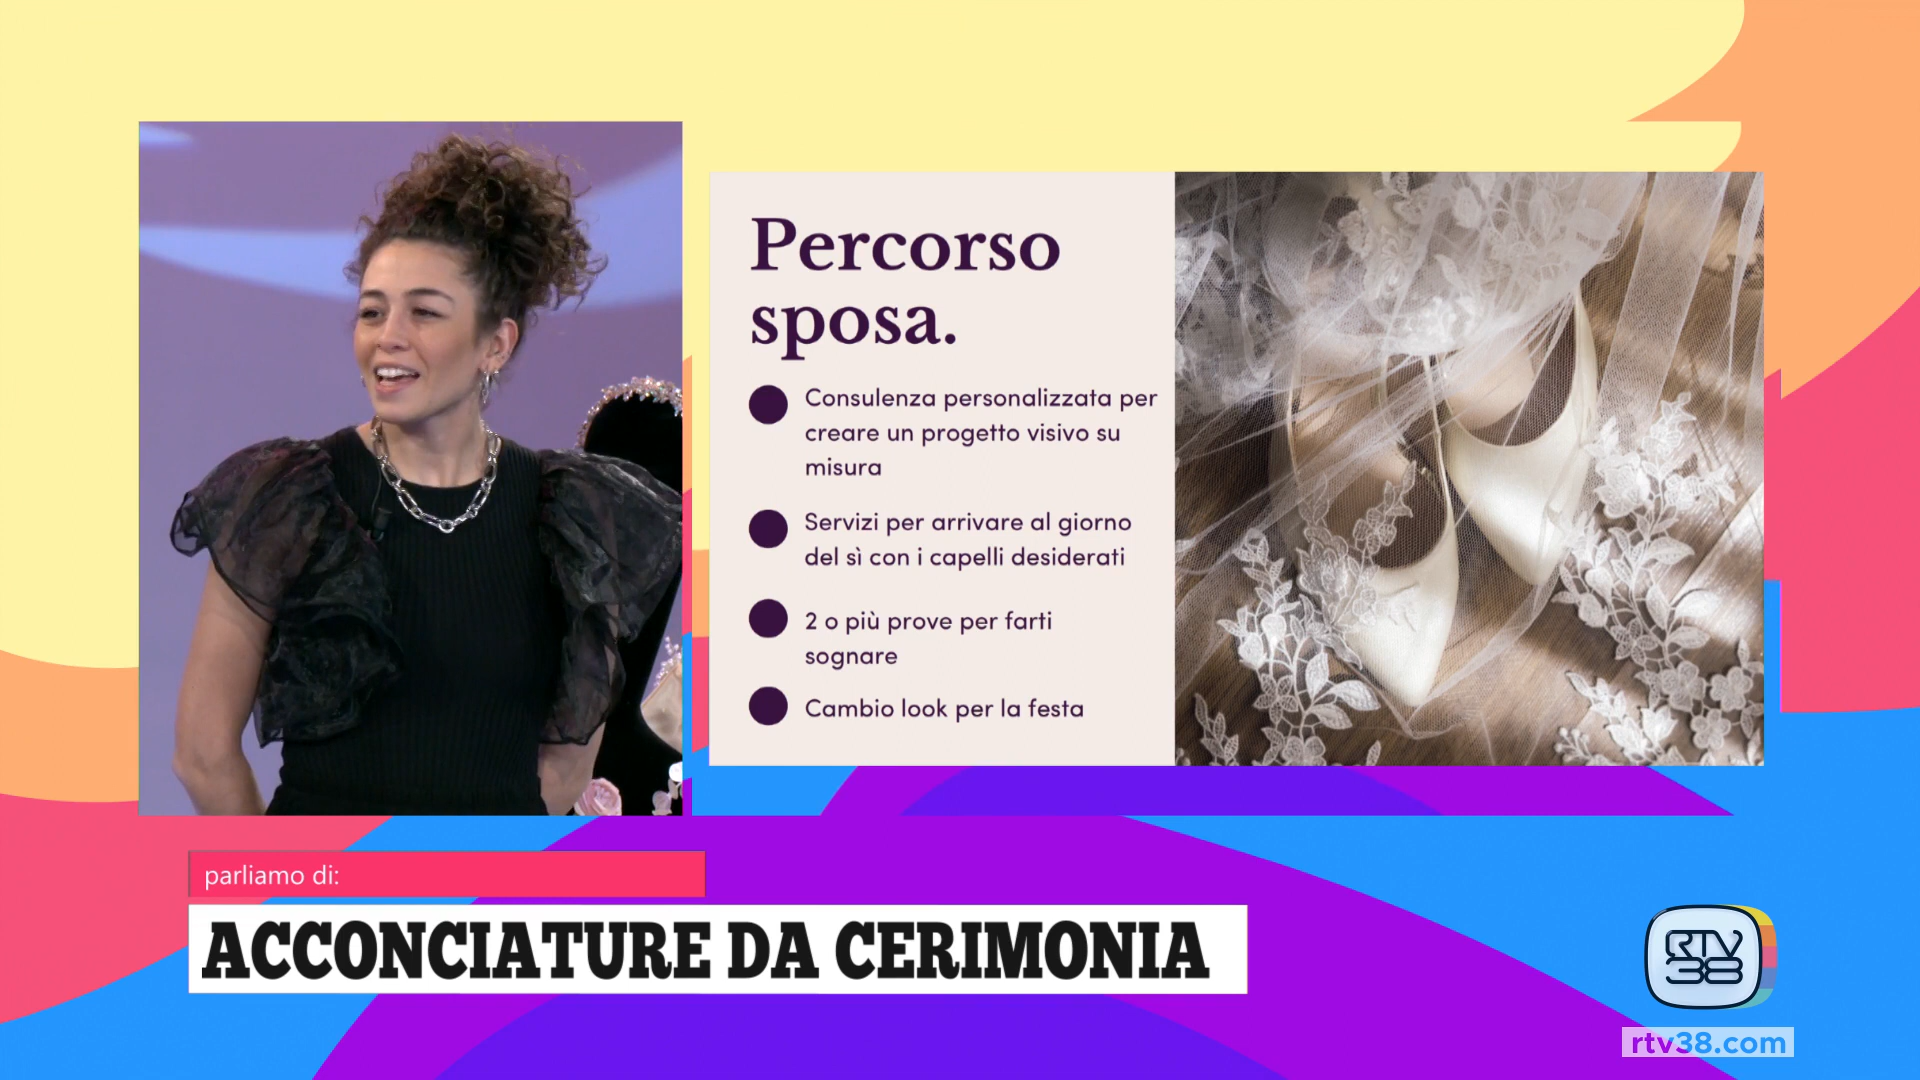 Percorso
sposa.
Consulenza personalizzata per
creare un progetto visivo su
misura
Servizi per arrivare al giorno
del sì con i capelli desiderati
2 o più prove per farti
sognare
Cambio look per la festa
parliamo di:
ACCONCIATURE DA CERIMONIA
RTV
38
rtv38.com